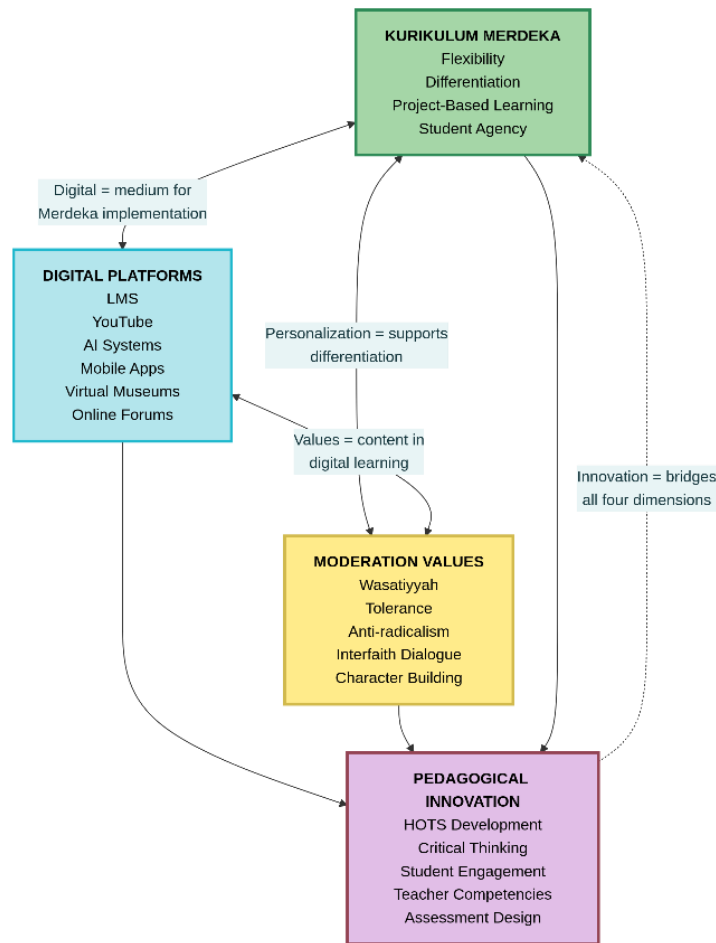 KURIKULUM MERDEKA
Flexibility
Differentiation
Project-Based Learning
Student Agency
Digital = medium for
Merdeka implementation
DIGITAL PLATFORMS
LMS
YouTube
AI Systems
Mobile Apps
Virtual Museums
Online Forums
Personalization = supports
differentiation
Values = content in
digital learning
Innovation = bridges
all four dimensions
MODERATION VALUES
Wasatiyyah
Tolerance
Anti-radicalism
Interfaith Dialogue
Character Building
PEDAGOGICAL
INNOVATION
HOTS Development
Critical Thinking
Student Engagement
Teacher Competencies
Assessment Design